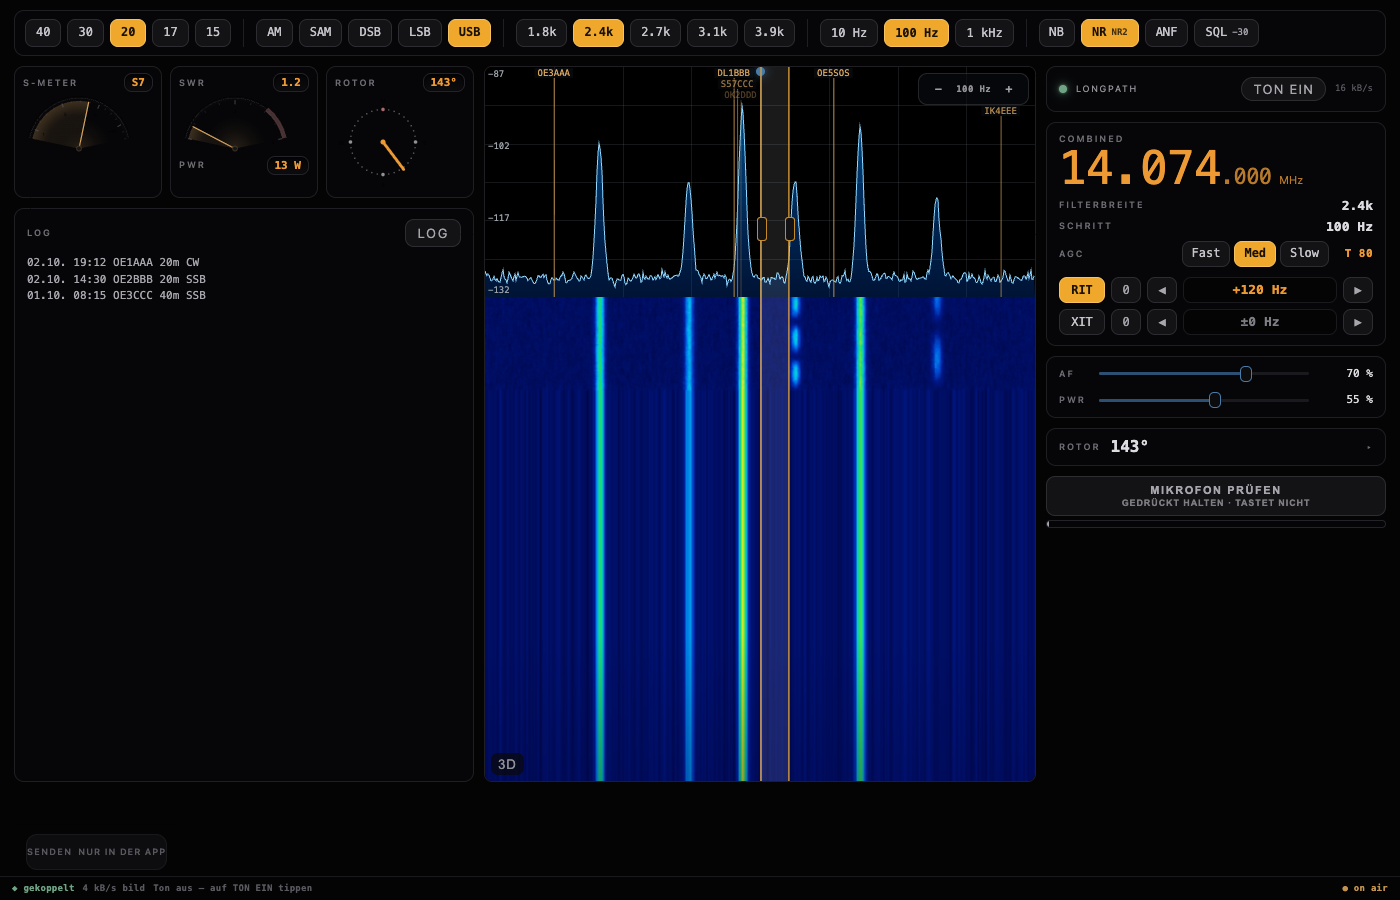 40 30 20 17 15 AM SAM DSB LSB USB 1.8k 2.4k 2.7k 3.1k 3.9k 10 Hz 100 Hz 1 kHz NB NR NR2 ANF SQL −30
S-METER S7
SWR 1.2
PWR 13 W
ROTOR 143°
LOG LOG
02.10. 19:12 OE1AAA 20m CW
02.10. 14:30 OE2BBB 20m SSB
01.10. 08:15 OE3CCC 40m SSB
−87 OE3AAA DL1BBB OE5SOS
S57CCC
OK2DDD
− 100 Hz +
IK4EEE
−102
−117
−132
3D
LONGPATH TON EIN 16 kB/s
COMBINED
14.074.000 MHz
FILTERBREITE 2.4k
SCHRITT 100 Hz
AGC Fast Med Slow T 80
RIT 0 ◀ +120 Hz ▶
XIT 0 ◀ ±0 Hz ▶
AF 70 %
PWR 55 %
ROTOR 143°
MIKROFON PRÜFEN
GEDRÜCKT HALTEN · TASTET NICHT
SENDEN NUR IN DER APP
◆ gekoppelt 4 kB/s bild Ton aus — auf TON EIN tippen ● on air